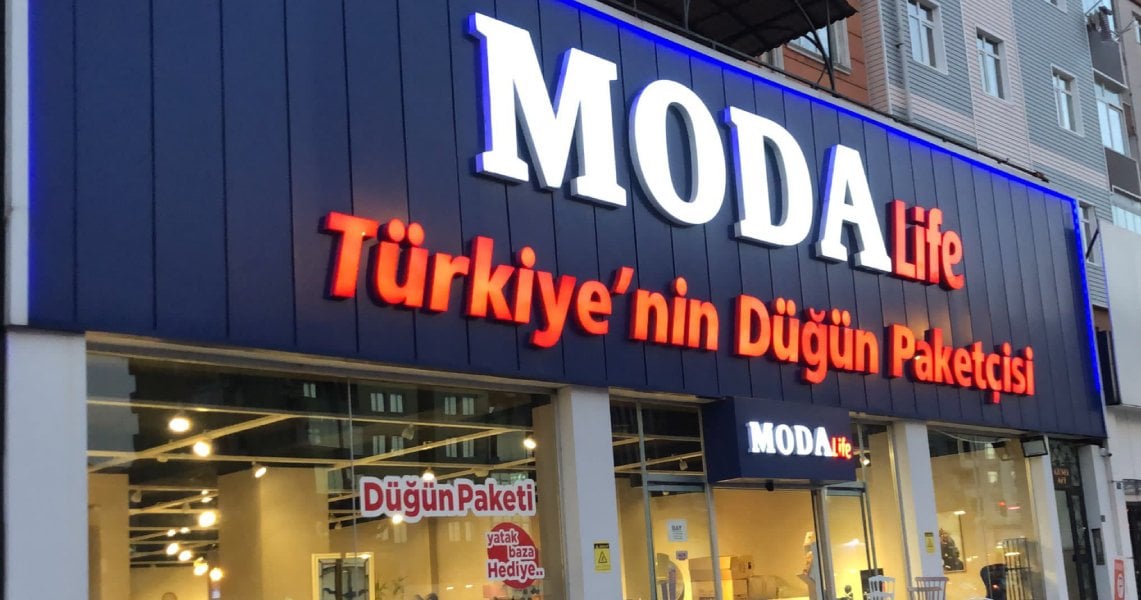 MODA Life
Türkiye'nin Düğün Paketçisi
MODA Life
Düğün Paketi
yatak
baza
Hediye..